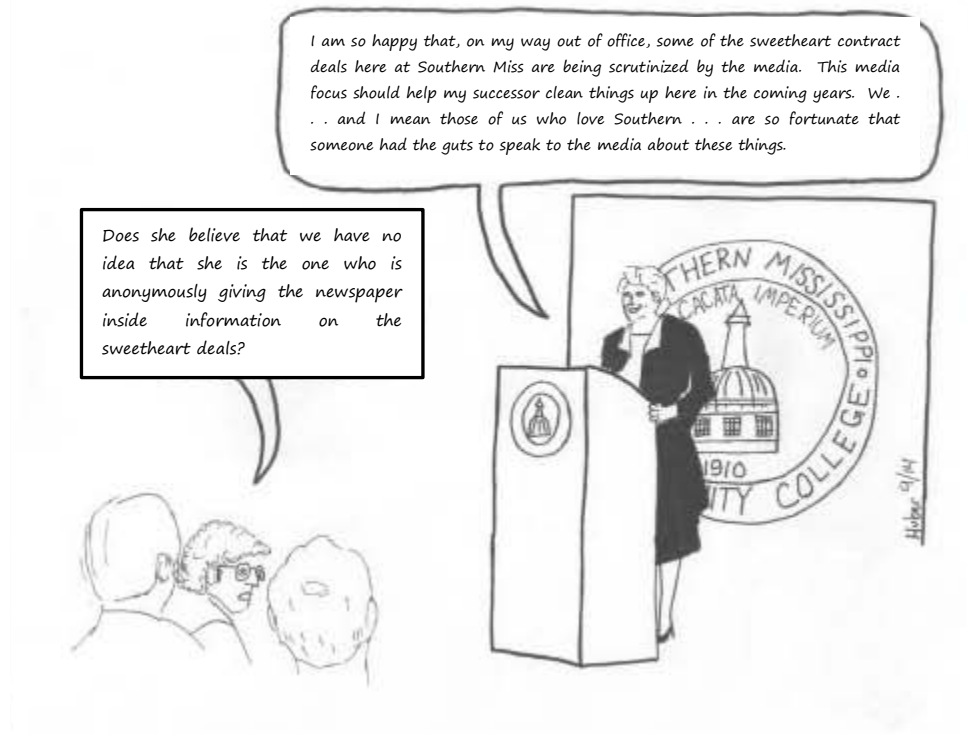 I am so happy that, on my way out of office, some of the sweetheart contract
deals here at Southern Miss are being scrutinized by the media. This media
focus should help my successor clean things up here in the coming years. We .
. . and I mean those of us who love Southern . . . are so fortunate that
someone had the guts to speak to the media about these things.
Does she believe that we have no
idea that she is the one who is
anonymously giving the newspaper
inside information on the
sweetheart deals?
THERN MISSISSIPPI
CACATA IMPERIUM
1910
ITY COLLEGE
Huber 9/14